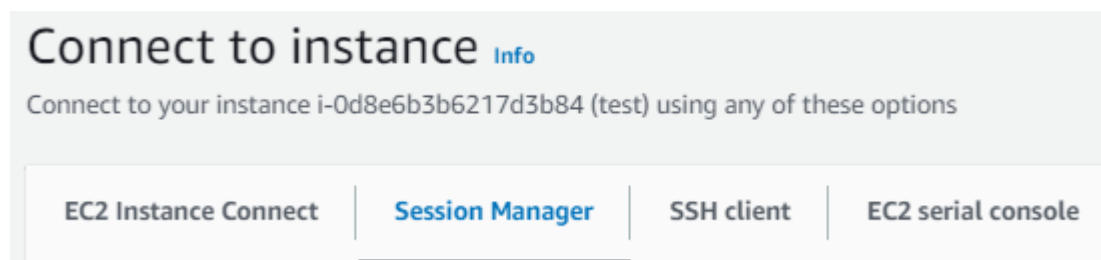 Connect to instance Info
Connect to your instance i-0d8e6b3b6217d3b84 (test) using any of these options
EC2 Instance Connect Session Manager SSH client EC2 serial console